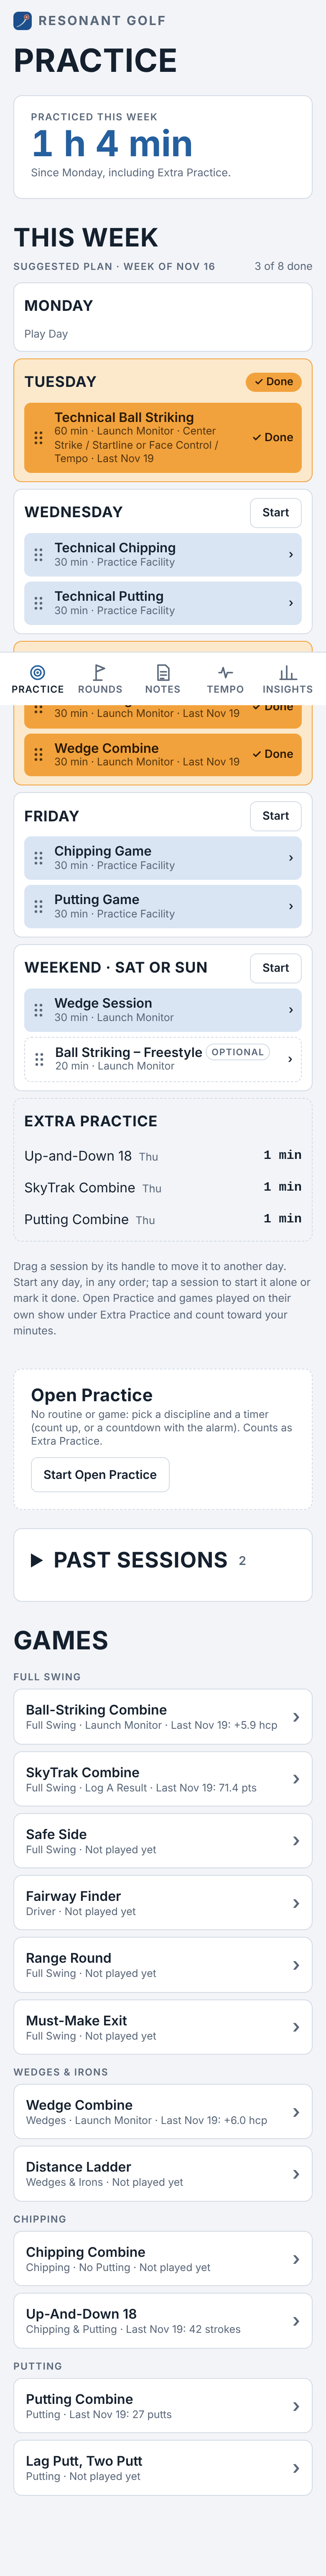 RESONANT GOLF
PRACTICE
PRACTICED THIS WEEK
1 h 4 min
Since Monday, including Extra Practice.
THIS WEEK
SUGGESTED PLAN · WEEK OF NOV 16
3 of 8 done
MONDAY
Play Day
TUESDAY
✓ Done
Technical Ball Striking
60 min · Launch Monitor · Center
Strike / Startline or Face Control /
Tempo · Last Nov 19
✓ Done
WEDNESDAY
Start
Technical Chipping
30 min · Practice Facility
›
Technical Putting
30 min · Practice Facility
›
PRACTICE
ROUNDS
NOTES
TEMPO
INSIGHTS
30 min · Launch Monitor · Last Nov 19
✓ Done
Wedge Combine
30 min · Launch Monitor · Last Nov 19
✓ Done
FRIDAY
Start
Chipping Game
30 min · Practice Facility
›
Putting Game
30 min · Practice Facility
›
WEEKEND · SAT OR SUN
Start
Wedge Session
30 min · Launch Monitor
›
Ball Striking – Freestyle OPTIONAL
20 min · Launch Monitor
›
EXTRA PRACTICE
Up-and-Down 18 Thu 1 min
SkyTrak Combine Thu 1 min
Putting Combine Thu 1 min
Drag a session by its handle to move it to another day.
Start any day, in any order; tap a session to start it alone or
mark it done. Open Practice and games played on their
own show under Extra Practice and count toward your
minutes.
Open Practice
No routine or game: pick a discipline and a timer
(count up, or a countdown with the alarm). Counts as
Extra Practice.
Start Open Practice
▶ PAST SESSIONS 2
GAMES
FULL SWING
Ball-Striking Combine
Full Swing · Launch Monitor · Last Nov 19: +5.9 hcp
›
SkyTrak Combine
Full Swing · Log A Result · Last Nov 19: 71.4 pts
›
Safe Side
Full Swing · Not played yet
›
Fairway Finder
Driver · Not played yet
›
Range Round
Full Swing · Not played yet
›
Must-Make Exit
Full Swing · Not played yet
›
WEDGES & IRONS
Wedge Combine
Wedges · Launch Monitor · Last Nov 19: +6.0 hcp
›
Distance Ladder
Wedges & Irons · Not played yet
›
CHIPPING
Chipping Combine
Chipping · No Putting · Not played yet
›
Up-And-Down 18
Chipping & Putting · Last Nov 19: 42 strokes
›
PUTTING
Putting Combine
Putting · Last Nov 19: 27 putts
›
Lag Putt, Two Putt
Putting · Not played yet
›